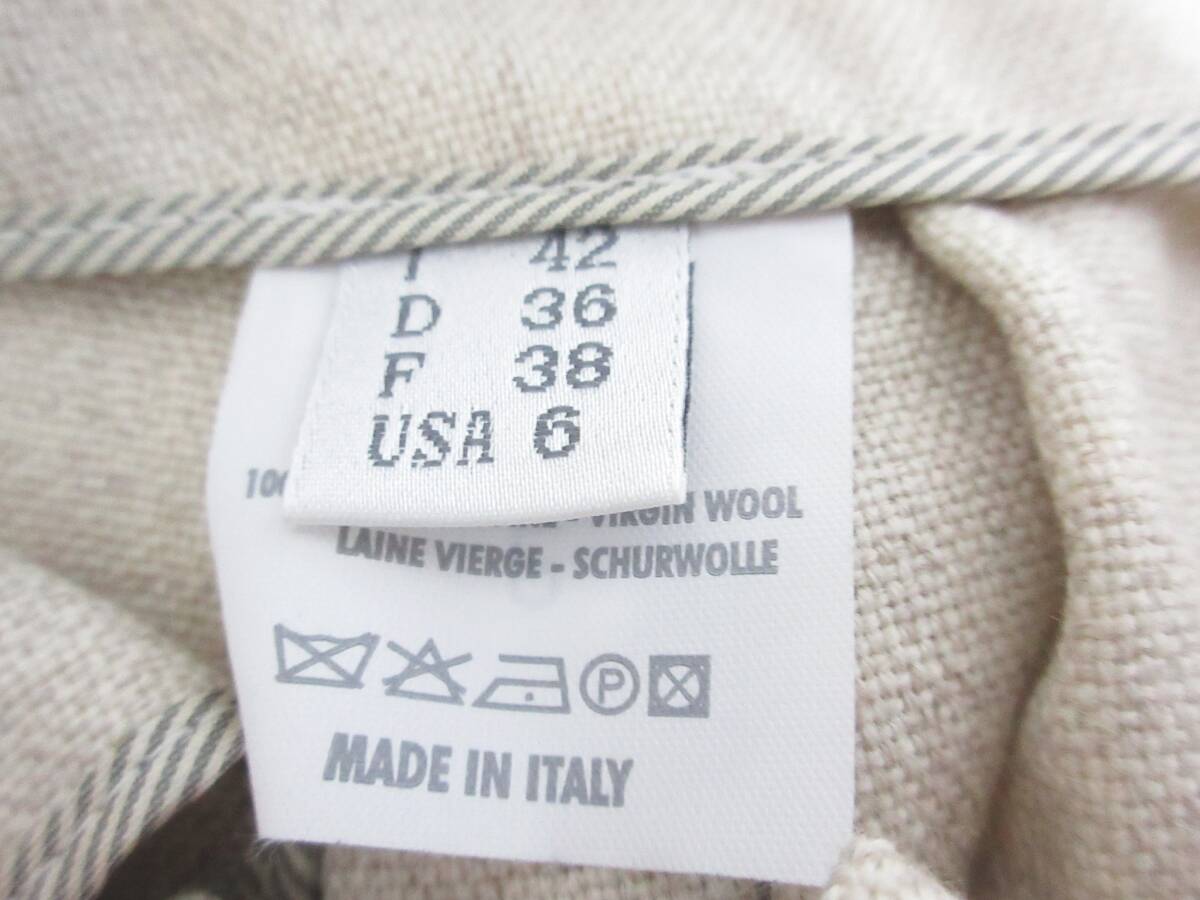 I 42
D 36
F 38
USA 6
VIRGIN WOOL
LAINE VIERGE - SCHURWOLLE
P
MADE IN ITALY